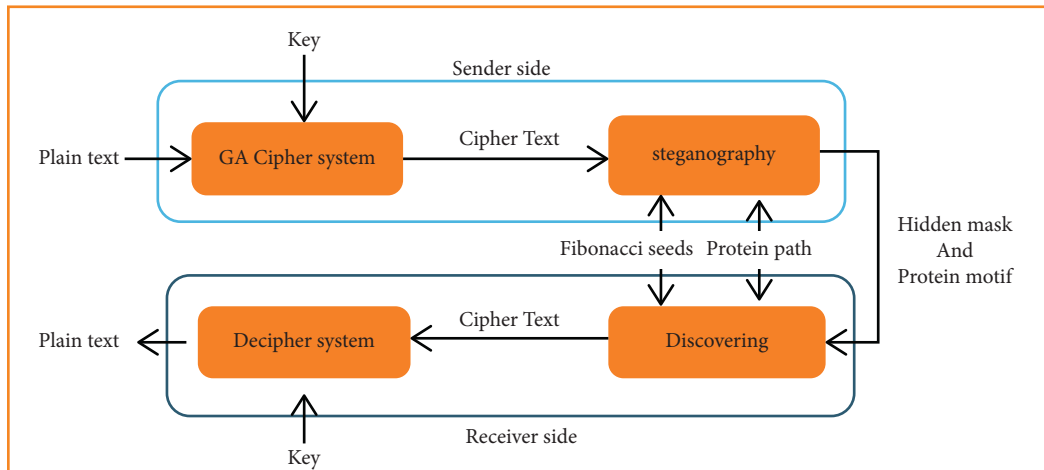 Key
Sender side
Plain text
GA Cipher system
Cipher Text
steganography
Fibonacci seeds
Protein path
Hidden mask
And
Protein motif
Plain text
Decipher system
Cipher Text
Discovering
Receiver side
Key